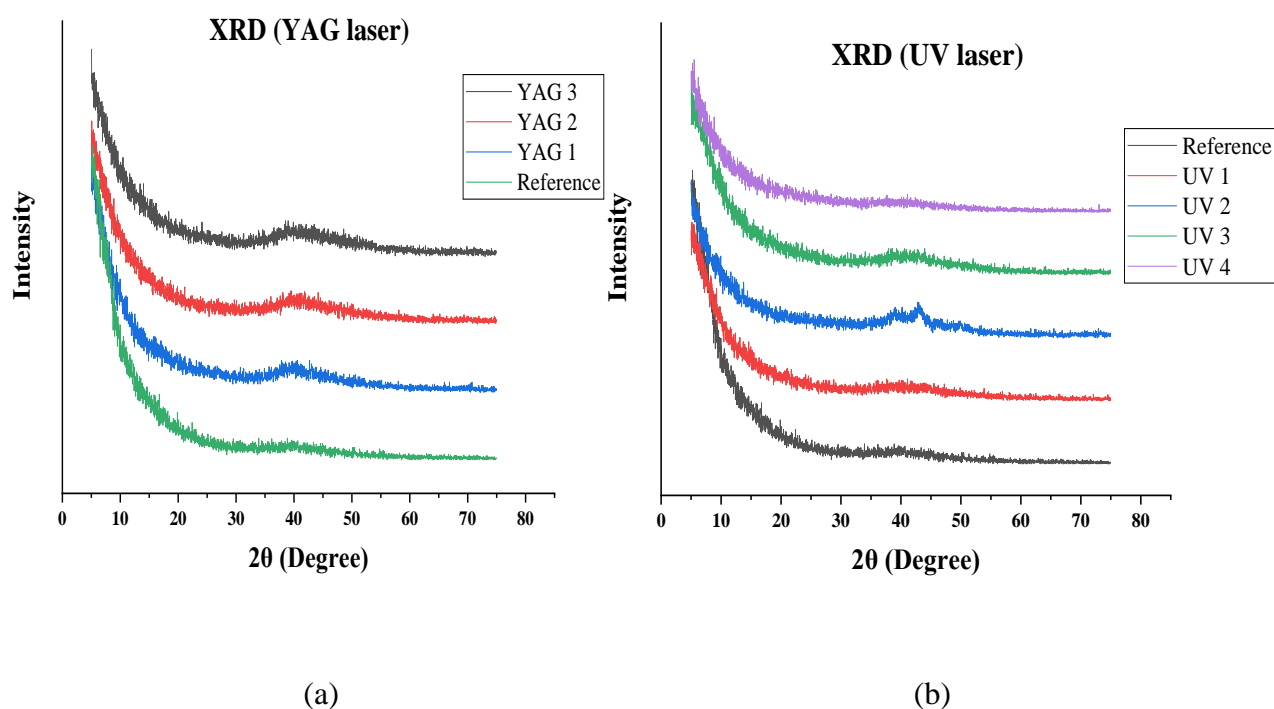 XRD (YAG laser)
YAG 3
YAG 2
YAG 1
Reference
Intensity
0 10 20 30 40 50 60 70 80
2θ (Degree)
(a)
XRD (UV laser)
Reference
UV 1
UV 2
UV 3
UV 4
Intensity
0 10 20 30 40 50 60 70 80
2θ (Degree)
(b)